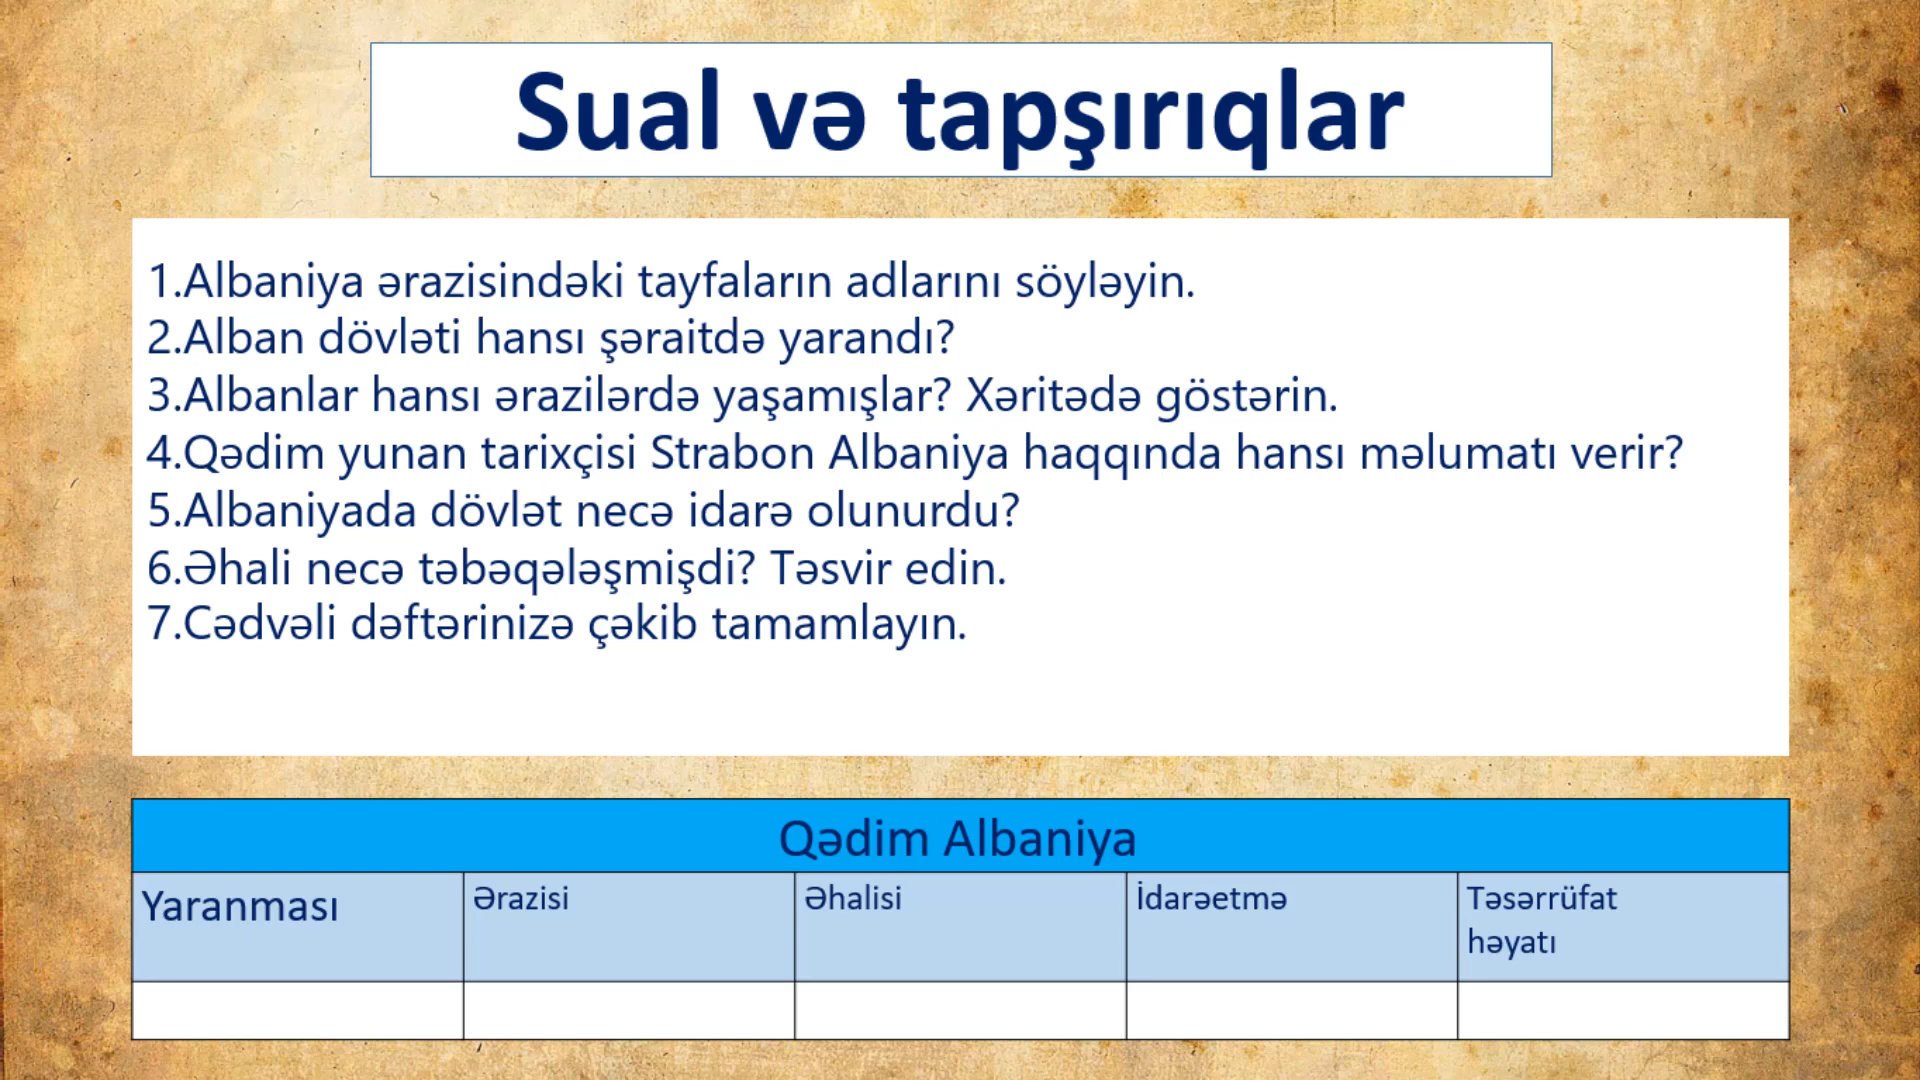 Sual və tapşırıqlar
1.Albaniya ərazisindəki tayfaların adlarını söyləyin.
2.Alban dövləti hansı şəraitdə yarandı?
3.Albanlar hansı ərazilərdə yaşamışlar? Xəritədə göstərin.
4.Qədim yunan tarixçisi Strabon Albaniya haqqında hansı məlumatı verir?
5.Albaniyada dövlət necə idarə olunurdu?
6.Əhali necə təbəqələşmişdi? Təsvir edin.
7.Cədvəli dəftərinizə çəkib tamamlayın.
Qədim Albaniya
Yaranması
Ərazisi
Əhalisi
İdarəetmə
Təsərrüfat
həyatı